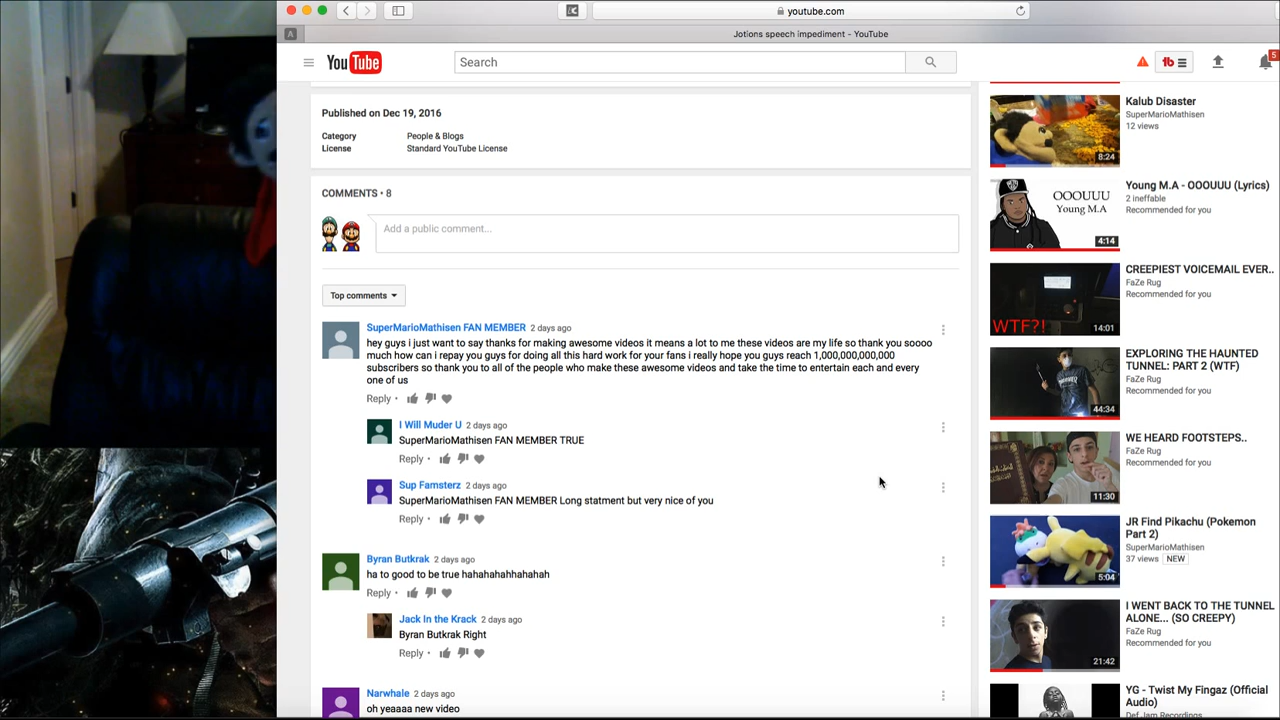 youtube.com
A
Jotions speech impediment - YouTube
YouTube
Search
tb
5
Published on Dec 19, 2016
Category People & Blogs
License Standard YouTube License
COMMENTS • 8
Add a public comment...
Top comments
SuperMarioMathisen FAN MEMBER 2 days ago
hey guys i just want to say thanks for making awesome videos it means a lot to me these videos are my life so thank you soooo
much how can i repay you guys for doing all this hard work for your fans i really hope you guys reach 1,000,000,000,000
subscribers so thank you to all of the people who make these awesome videos and take the time to entertain each and every
one of us
Reply •
I Will Muder U 2 days ago
SuperMarioMathisen FAN MEMBER TRUE
Reply •
Sup Famsterz 2 days ago
SuperMarioMathisen FAN MEMBER Long statment but very nice of you
Reply •
Byran Butkrak 2 days ago
ha to good to be true hahahahahhahahah
Reply •
Jack In the Krack 2 days ago
Byran Butkrak Right
Reply •
Narwhale 2 days ago
oh yeaaaa new video
8:24
Kalub Disaster
SuperMarioMathisen
12 views
OOOUUU
Young M.A
4:14
Young M.A - OOOUUU (Lyrics)
2 ineffable
Recommended for you
WTF?!
14:01
CREEPIEST VOICEMAIL EVER..
FaZe Rug
Recommended for you
44:34
EXPLORING THE HAUNTED
TUNNEL: PART 2 (WTF)
FaZe Rug
Recommended for you
11:30
WE HEARD FOOTSTEPS..
FaZe Rug
Recommended for you
5:04
JR Find Pikachu (Pokemon
Part 2)
SuperMarioMathisen
37 views NEW
21:42
I WENT BACK TO THE TUNNEL
ALONE... (SO CREEPY)
FaZe Rug
Recommended for you
YG - Twist My Fingaz (Official
Audio)
Def Jam Recordings